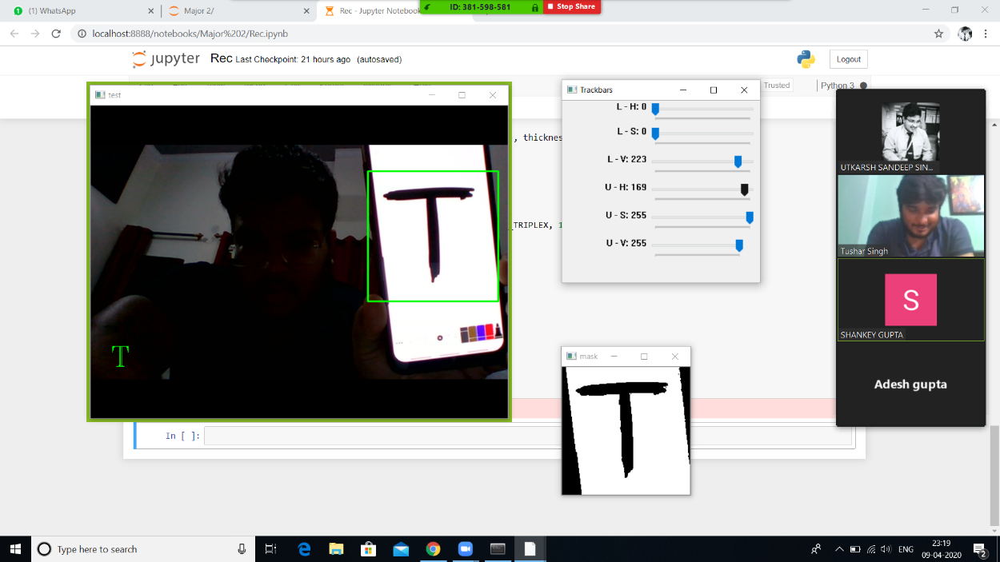 (1) WhatsApp
Major 2/
Rec - Jupyter Notebook
ID: 381-598-581
Stop Share
localhost:8888/notebooks/Major%202/Rec.ipynb
jupyter Rec Last Checkpoint: 21 hours ago (autosaved)
Logout
Trusted
Python 3
test
T
T
, thicknes
_TRIPLEX, 1
In [ ]:
Trackbars
L - H: 0
L - S: 0
L - V: 223
U - H: 169
U - S: 255
U - V: 255
mask
T
UTKARSH SANDEEP SIN...
Tushar Singh
S
SHANKEY GUPTA
Adesh gupta
Type here to search
ENG
23:19
09-04-2020
2